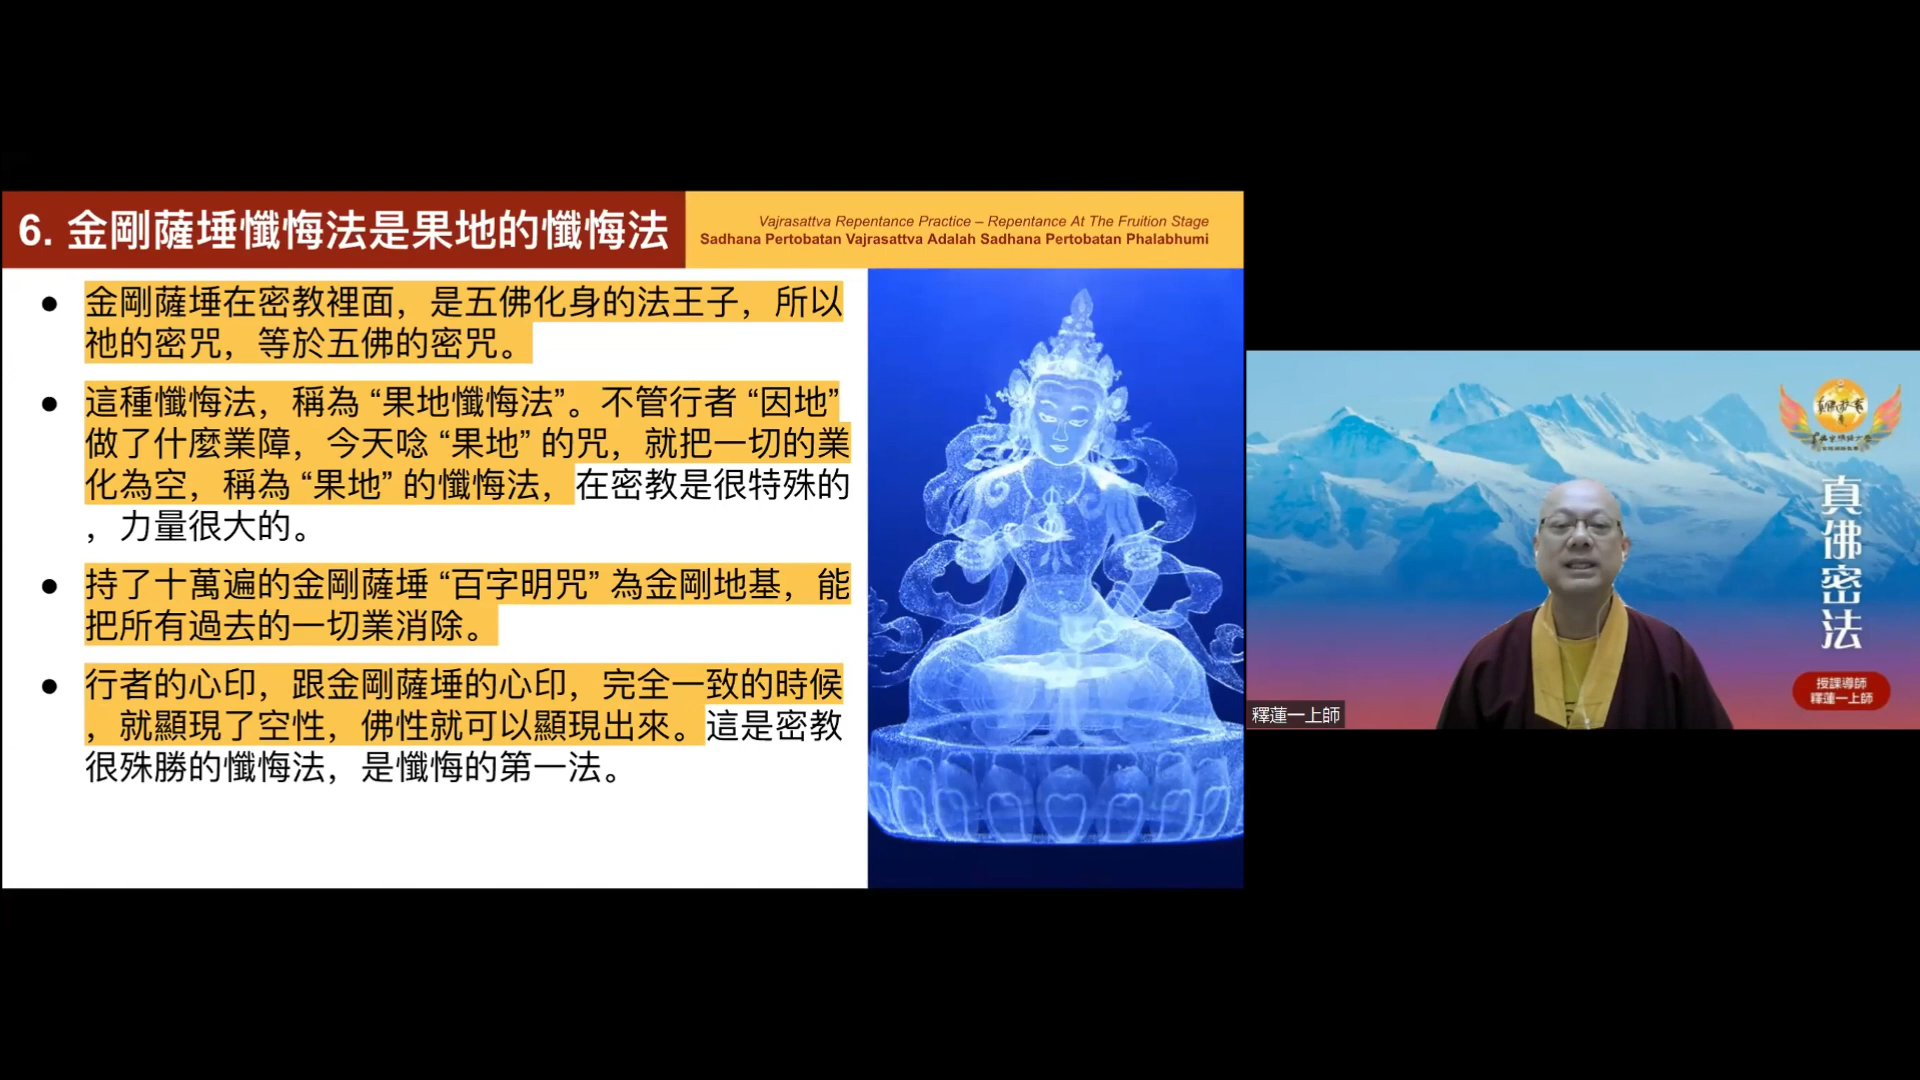 6. 金剛薩埵懺悔法是果地的懺悔法
Vajrasattva Repentance Practice – Repentance At The Fruition Stage
Sadhana Pertobatan Vajrasattva Adalah Sadhana Pertobatan Phalabhumi
● 金剛薩埵在密教裡面，是五佛化身的法王子，所以
祂的密咒，等於五佛的密咒。
● 這種懺悔法，稱為 “果地懺悔法”。不管行者 “因地”
做了什麼業障，今天唸 “果地” 的咒，就把一切的業
化為空，稱為 “果地” 的懺悔法，在密教是很特殊的
，力量很大的。
● 持了十萬遍的金剛薩埵 “百字明咒” 為金剛地基，能
把所有過去的一切業消除。
● 行者的心印，跟金剛薩埵的心印，完全一致的時候
，就顯現了空性，佛性就可以顯現出來。這是密教
很殊勝的懺悔法，是懺悔的第一法。
真佛密法
授課導師
釋蓮一上師
釋蓮一上師